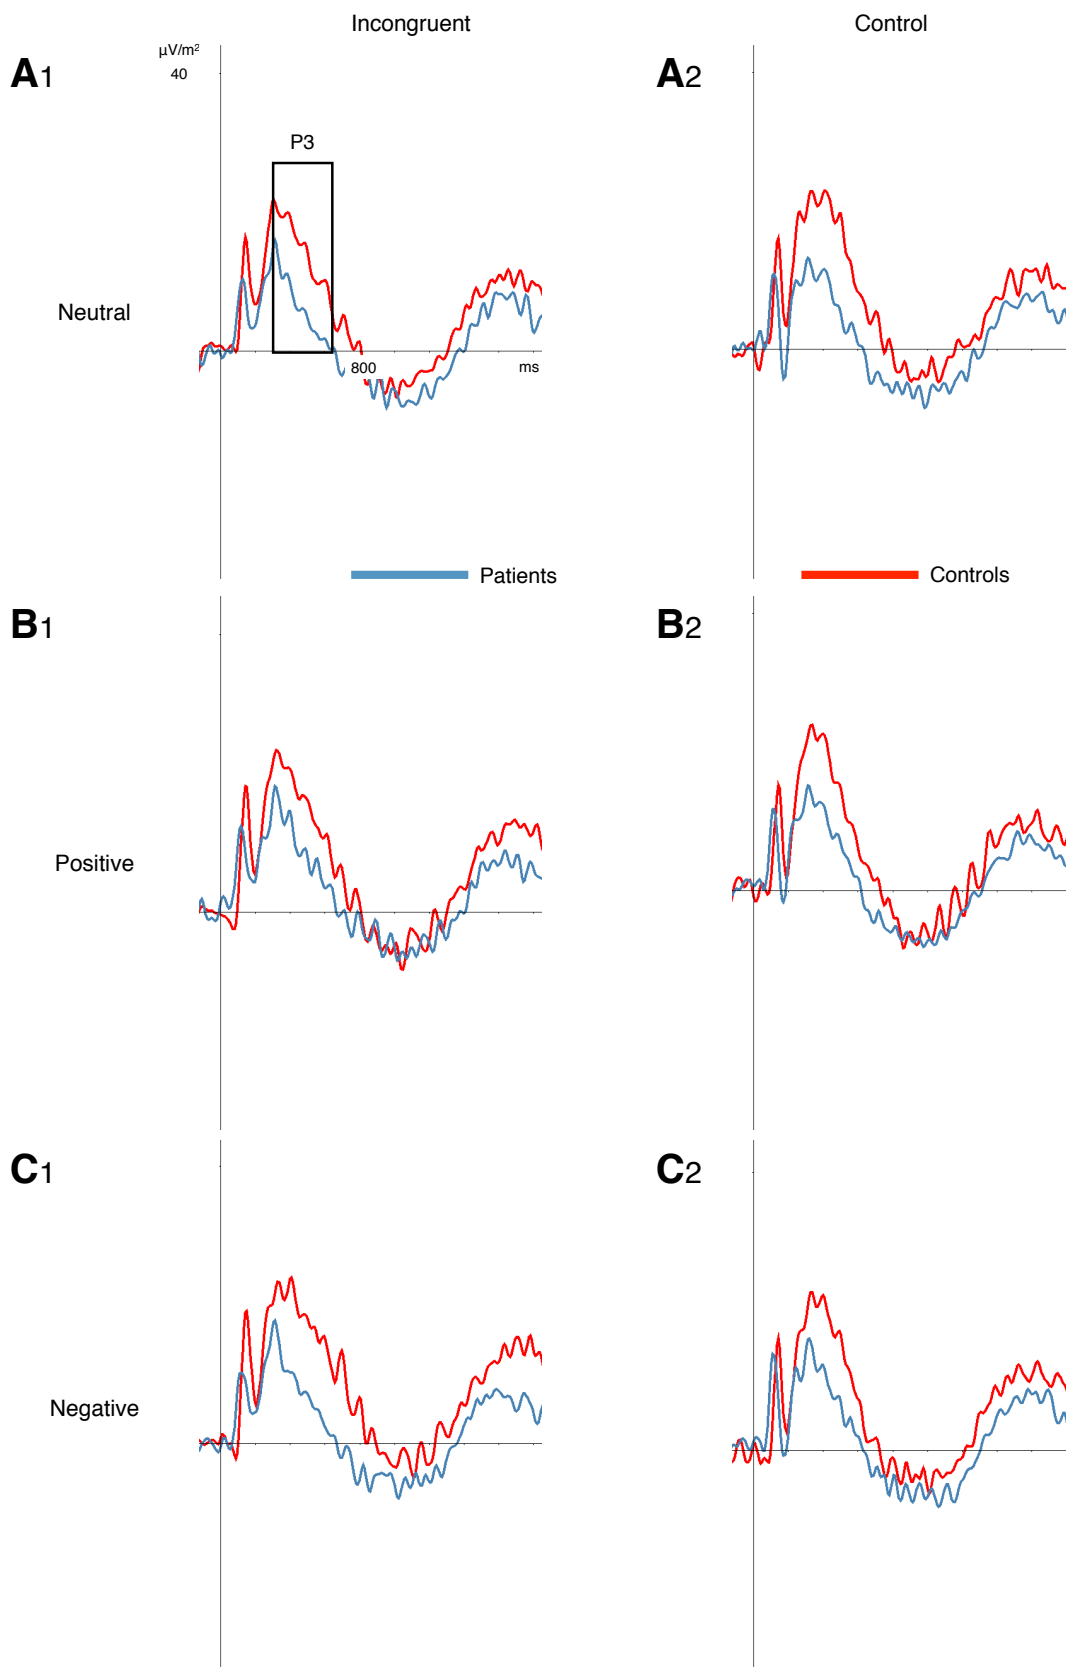 Incongruent
Control
A1
μV/m²
40
A2
P3
Neutral
800
ms
Patients
Controls
B1
B2
Positive
C1
C2
Negative